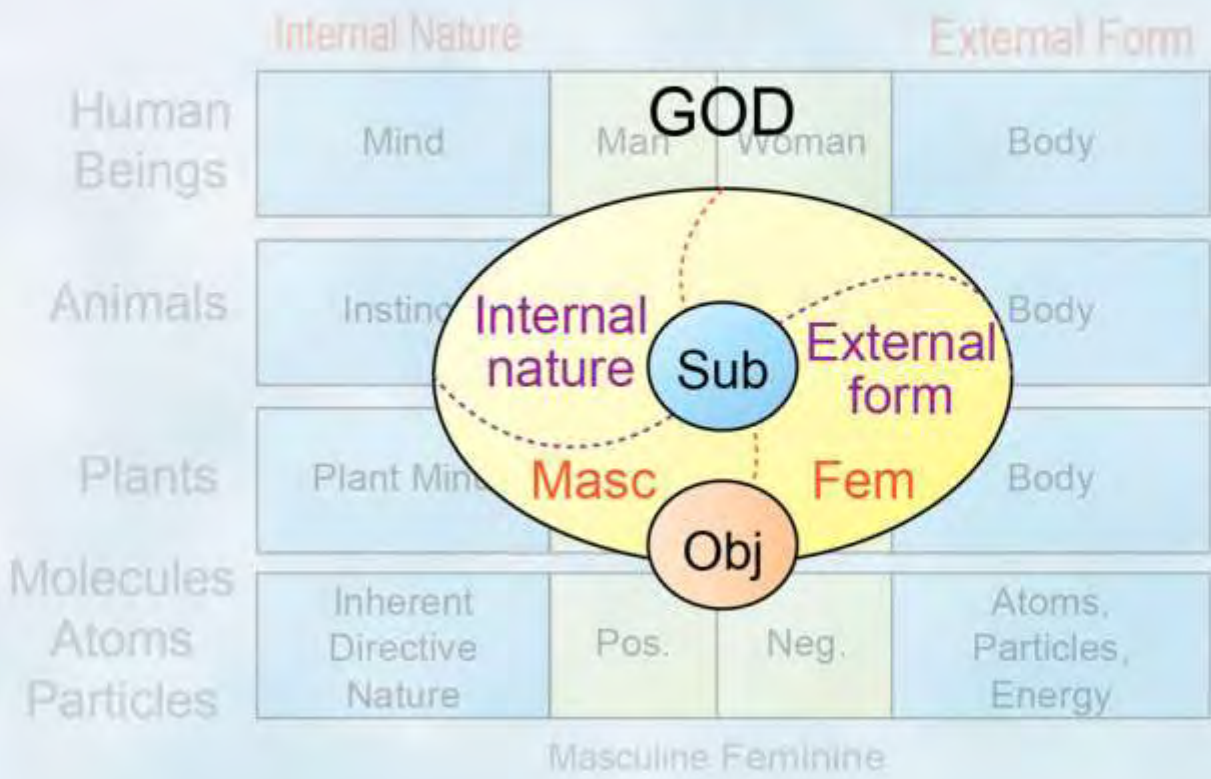 Internal Nature External Form
GOD
Human
Beings
Mind Man Woman Body
Animals
Instinc Body
Internal
nature
Sub
External
form
Plants
Plant Min Body
Masc Fem
Obj
Molecules
Atoms
Particles
Inherent
Directive
Nature
Pos. Neg.
Atoms,
Particles,
Energy
Masculine Feminine